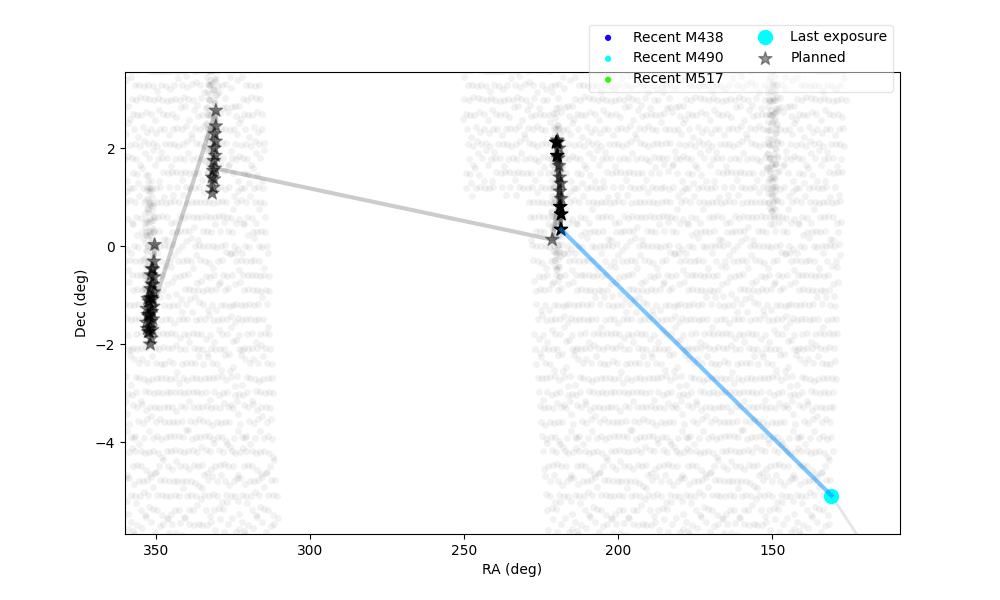 Recent M438
Recent M490
Recent M517
Last exposure
Planned
2
0
−2
−4
Dec (deg)
350
300
250
200
150
RA (deg)